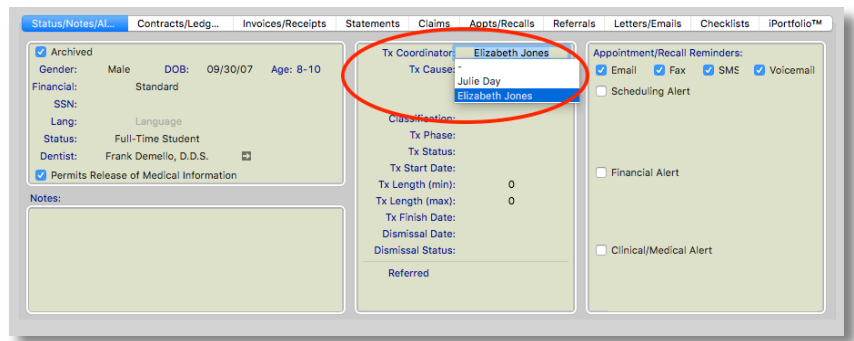 Status/Notes/Al... Contracts/Ledg... Invoices/Receipts Statements Claims Appts/Recalls Referrals Letters/Emails Checklists iPortfolio™
Archived
Gender: Male DOB: 09/30/07 Age: 8-10
Financial: Standard
SSN:
Lang: Language
Status: Full-Time Student
Dentist: Frank Demello, D.D.S.
Permits Release of Medical Information
Notes:
Tx Coordinator: Elizabeth Jones
Tx Cause: -
Julie Day
Elizabeth Jones
Classification:
Tx Phase:
Tx Status:
Tx Start Date:
Tx Length (min): 0
Tx Length (max): 0
Tx Finish Date:
Dismissal Date:
Dismissal Status:
Referred
Appointment/Recall Reminders:
Email Fax SMS Voicemail
Scheduling Alert
Financial Alert
Clinical/Medical Alert